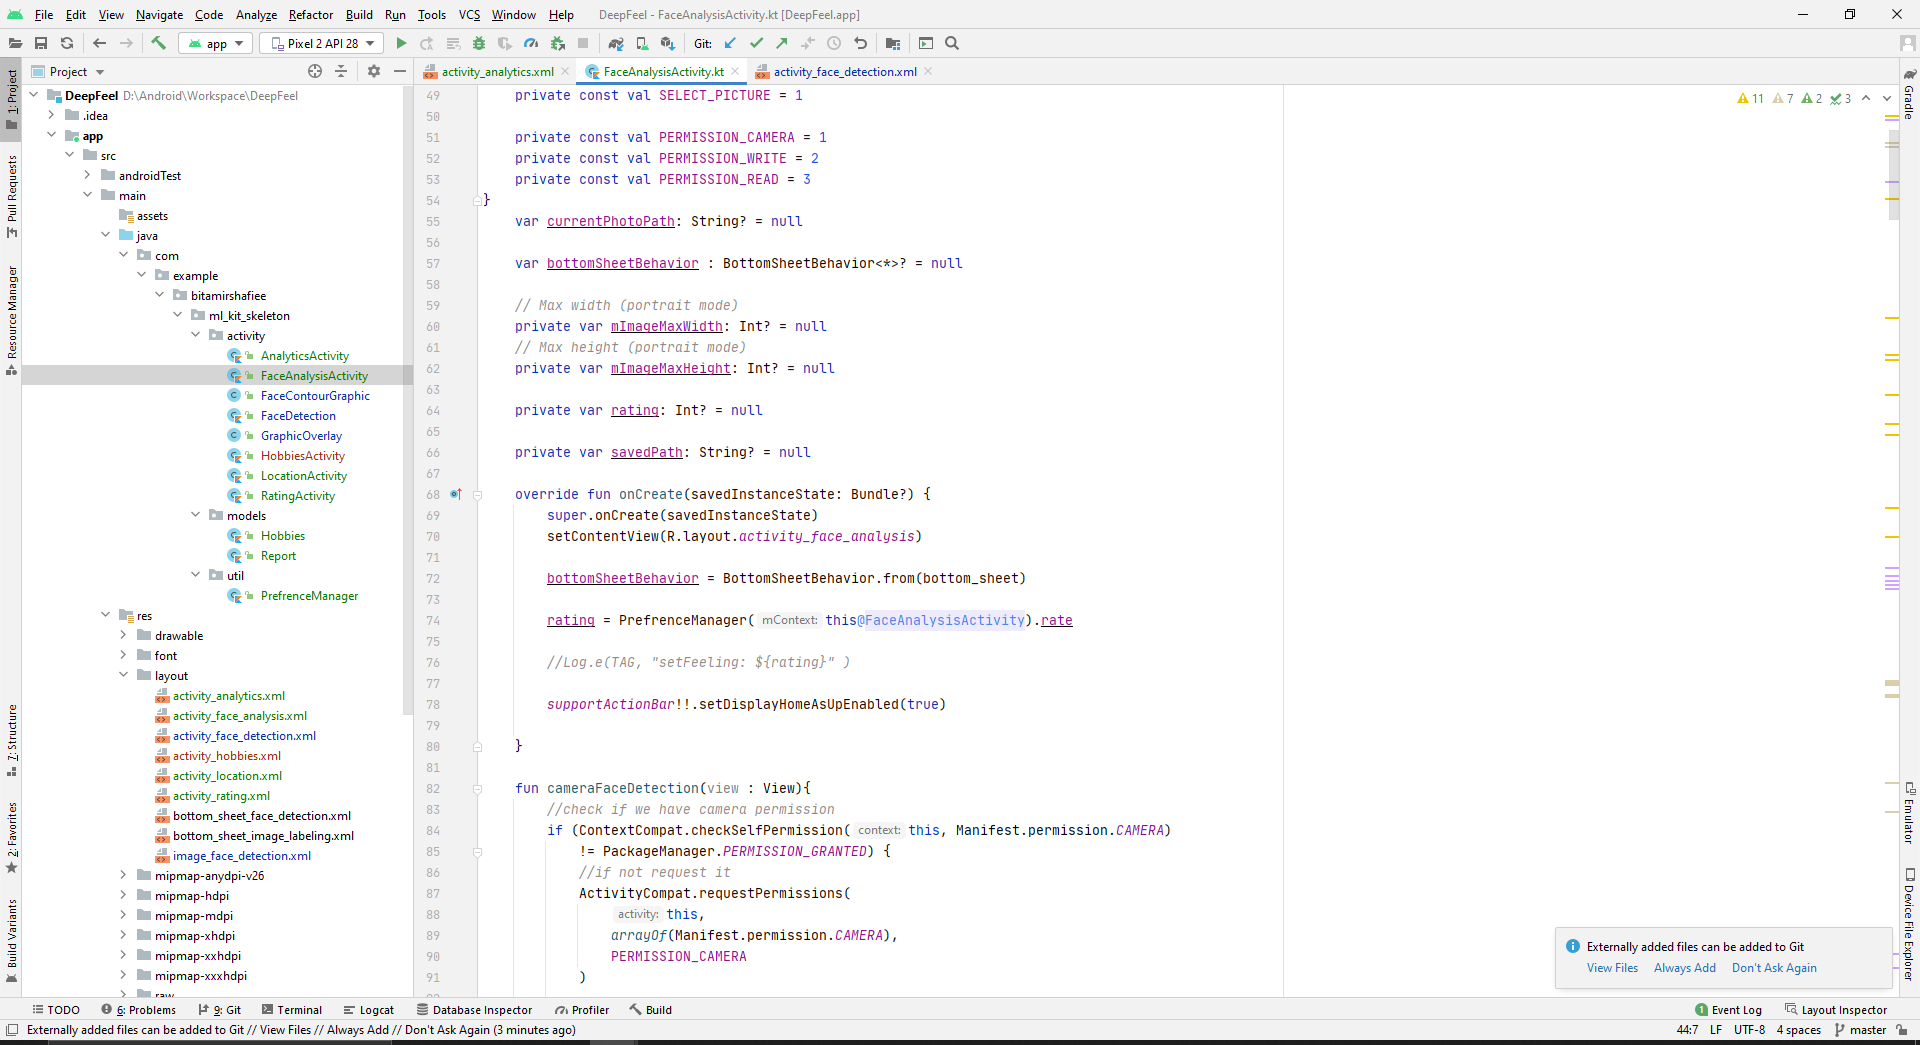 File Edit View Navigate Code Analyze Refactor Build Run Tools VCS Window Help DeepFeel - FaceAnalysisActivity.kt [DeepFeel.app]
app Pixel 2 API 28 Git:
Project activity_analytics.xml FaceAnalysisActivity.kt activity_face_detection.xml
1: Project
Pull Requests
Resource Manager
7: Structure
2: Favorites
Build Variants
DeepFeel D:\Android\Workspace\DeepFeel
.idea
app
src
androidTest
main
assets
java
com
example
bitamirshafiee
ml_kit_skeleton
activity
AnalyticsActivity
FaceAnalysisActivity
FaceContourGraphic
FaceDetection
GraphicOverlay
HobbiesActivity
LocationActivity
RatingActivity
models
Hobbies
Report
util
PrefrenceManager
res
drawable
font
layout
activity_analytics.xml
activity_face_analysis.xml
activity_face_detection.xml
activity_hobbies.xml
activity_location.xml
activity_rating.xml
bottom_sheet_face_detection.xml
bottom_sheet_image_labeling.xml
image_face_detection.xml
mipmap-anydpi-v26
mipmap-hdpi
mipmap-mdpi
mipmap-xhdpi
mipmap-xxhdpi
mipmap-xxxhdpi
raw
11 7 2 3
49 private const val SELECT_PICTURE = 1
50
51 private const val PERMISSION_CAMERA = 1
52 private const val PERMISSION_WRITE = 2
53 private const val PERMISSION_READ = 3
54 }
55 var currentPhotoPath: String? = null
56
57 var bottomSheetBehavior : BottomSheetBehavior<*>? = null
58
59 // Max width (portrait mode)
60 private var mImageMaxWidth: Int? = null
61 // Max height (portrait mode)
62 private var mImageMaxHeight: Int? = null
63
64 private var rating: Int? = null
65
66 private var savedPath: String? = null
67
68 override fun onCreate(savedInstanceState: Bundle?) {
69 super.onCreate(savedInstanceState)
70 setContentView(R.layout.activity_face_analysis)
71
72 bottomSheetBehavior = BottomSheetBehavior.from(bottom_sheet)
73
74 rating = PrefrenceManager( mContext: this@FaceAnalysisActivity).rate
75
76 //Log.e(TAG, "setFeeling: ${rating}" )
77
78 supportActionBar!!.setDisplayHomeAsUpEnabled(true)
79
80 }
81
82 fun cameraFaceDetection(view : View){
83 //check if we have camera permission
84 if (ContextCompat.checkSelfPermission( context: this, Manifest.permission.CAMERA)
85 != PackageManager.PERMISSION_GRANTED) {
86 //if not request it
87 ActivityCompat.requestPermissions(
88 activity: this,
89 arrayOf(Manifest.permission.CAMERA),
90 PERMISSION_CAMERA
91 )
Gradle
Emulator
Device File Explorer
Externally added files can be added to Git
View Files Always Add Don't Ask Again
TODO 6: Problems 9: Git Terminal Logcat Database Inspector Profiler Build 1 Event Log Layout Inspector
Externally added files can be added to Git // View Files // Always Add // Don't Ask Again (3 minutes ago) 44:7 LF UTF-8 4 spaces master